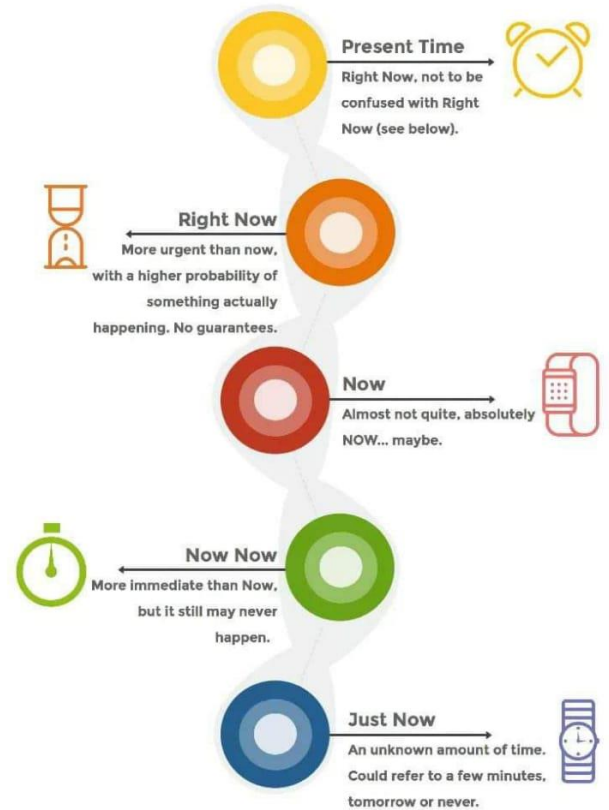 Present Time
Right Now, not to be
confused with Right
Now (see below).
Right Now
More urgent than now,
with a higher probability of
something actually
happening. No guarantees.
Now
Almost not quite, absolutely
NOW... maybe.
Now Now
More immediate than Now,
but it still may never
happen.
Just Now
An unknown amount of time.
Could refer to a few minutes,
tomorrow or never.